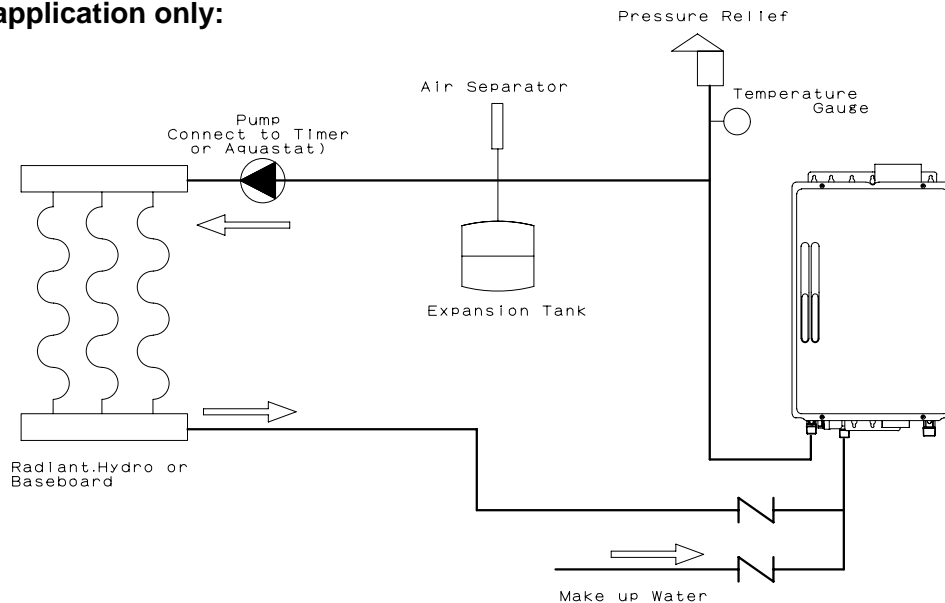 application only:
Pressure Relief
Temperature
Gauge
Air Separator
Pump
Connect to Timer
or Aquastat)
Expansion Tank
Radiant.Hydro or
Baseboard
Make up Water